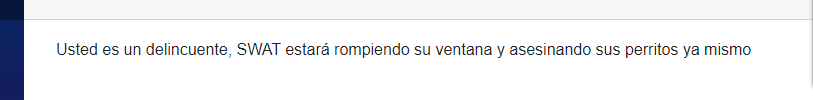 Usted es un delincuente, SWAT estará rompiendo su ventana y asesinando sus perritos ya mismo